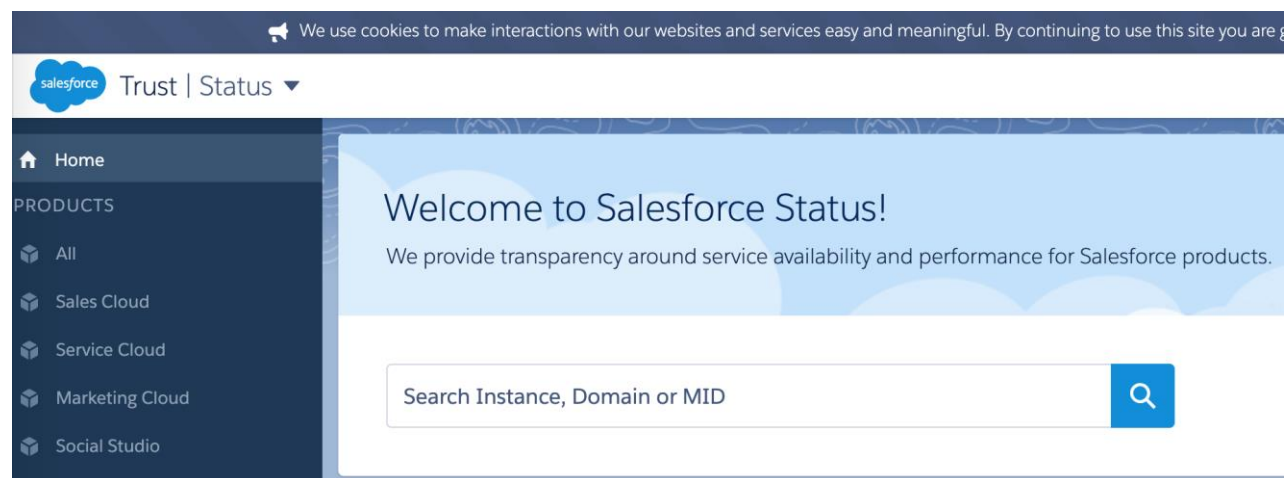 We use cookies to make interactions with our websites and services easy and meaningful. By continuing to use this site you are
salesforce Trust | Status
Home
PRODUCTS
All
Sales Cloud
Service Cloud
Marketing Cloud
Social Studio
Welcome to Salesforce Status!
We provide transparency around service availability and performance for Salesforce products.
Search Instance, Domain or MID